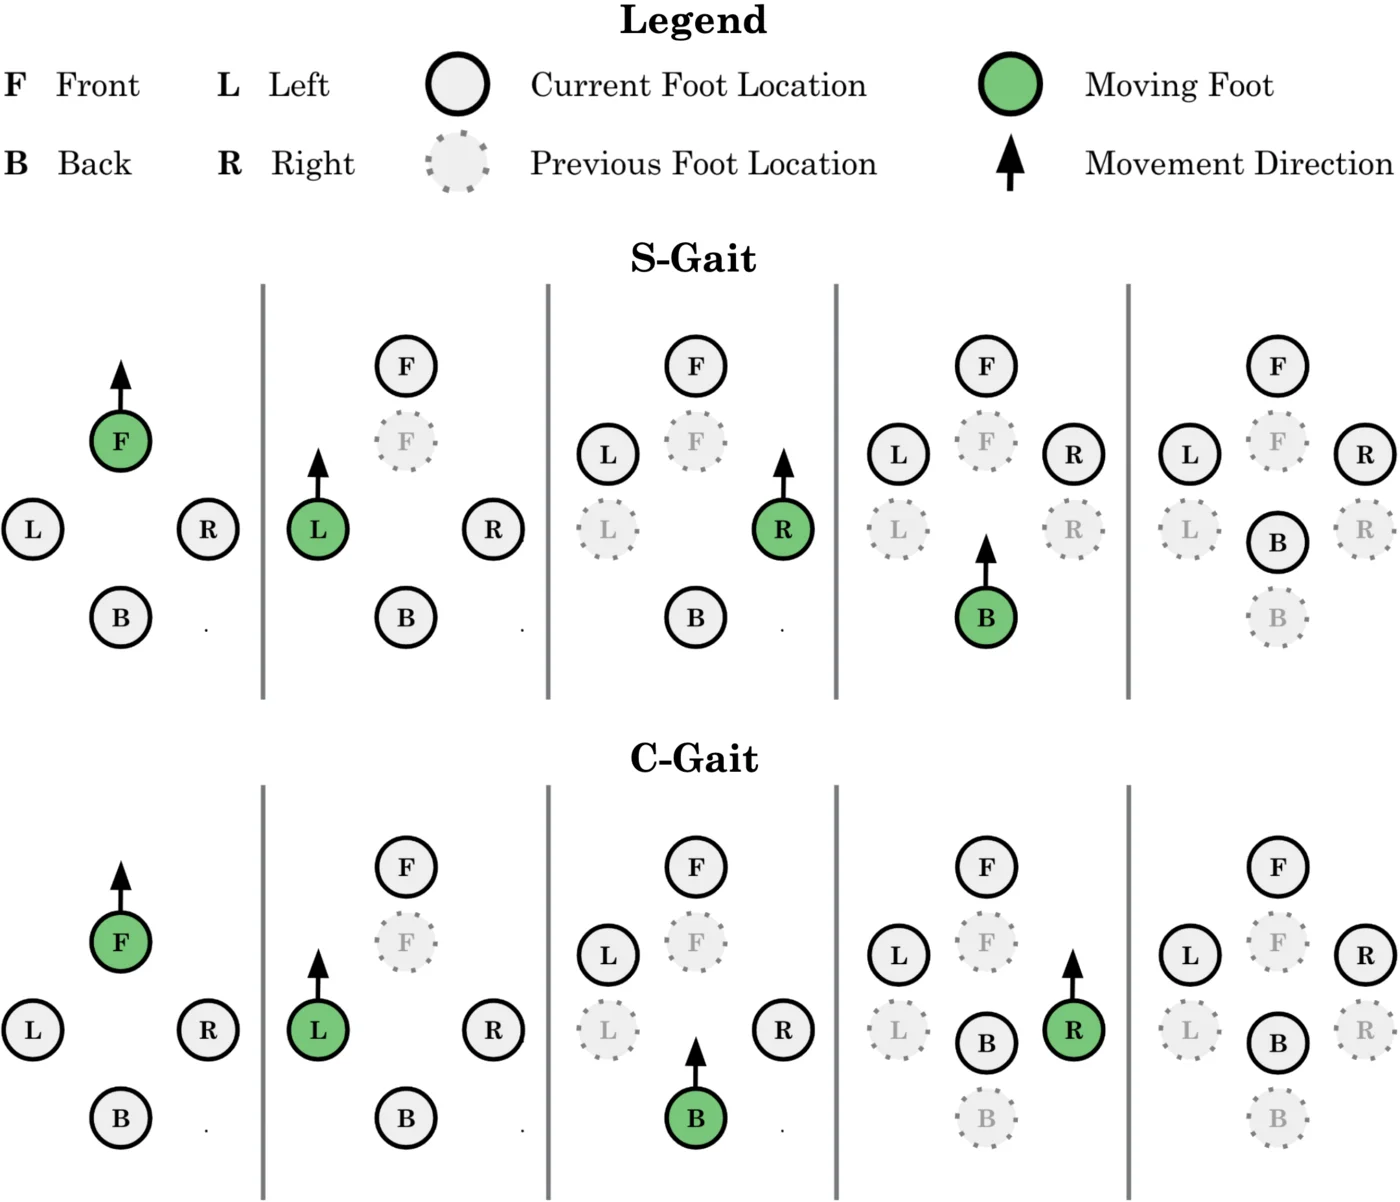 Legend
F Front L Left Current Foot Location Moving Foot
B Back R Right Previous Foot Location Movement Direction
S-Gait
F F F F
F F F F F
L L R L R
L R L R L R L R L R
B
B B B B B
C-Gait
F F F F
F F F F F
L L L R
L R L R L R L R L R
B B
B B B B B